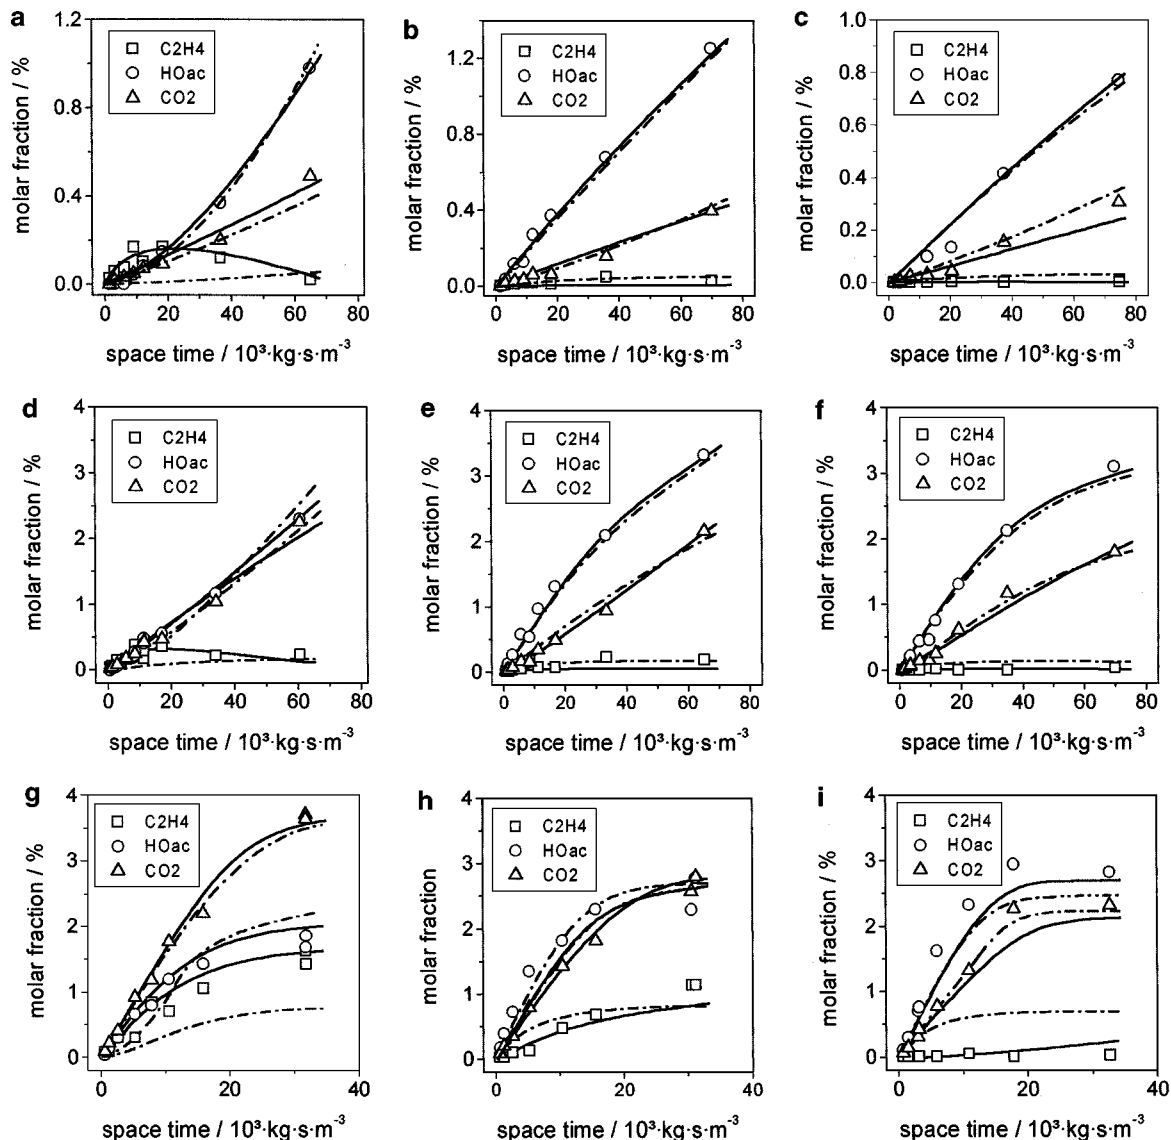 a
1.2
0.8
0.4
0.0
molar fraction / %
C2H4
HOac
CO2
0 20 40 60 80
space time / 10³·kg·s·m⁻³
b
1.2
0.8
0.4
0.0
molar fraction / %
C2H4
HOac
CO2
0 20 40 60 80
space time / 10³·kg·s·m⁻³
c
1.0
0.8
0.6
0.4
0.2
0.0
molar fraction / %
C2H4
HOac
CO2
0 20 40 60 80
space time / 10³·kg·s·m⁻³
d
4
3
2
1
0
molar fraction / %
C2H4
HOac
CO2
0 20 40 60 80
space time / 10³·kg·s·m⁻³
e
4
3
2
1
0
molar fraction / %
C2H4
HOac
CO2
0 20 40 60 80
space time / 10³·kg·s·m⁻³
f
4
3
2
1
0
molar fraction / %
C2H4
HOac
CO2
0 20 40 60 80
space time / 10³·kg·s·m⁻³
g
4
3
2
1
0
molar fraction / %
C2H4
HOac
CO2
0 20 40
space time / 10³·kg·s·m⁻³
h
4
3
2
1
0
molar fraction
C2H4
HOac
CO2
0 20 40
space time / 10³·kg·s·m⁻³
i
4
3
2
1
0
molar fraction / %
C2H4
HOac
CO2
0 20 40
space time / 10³·kg·s·m⁻³